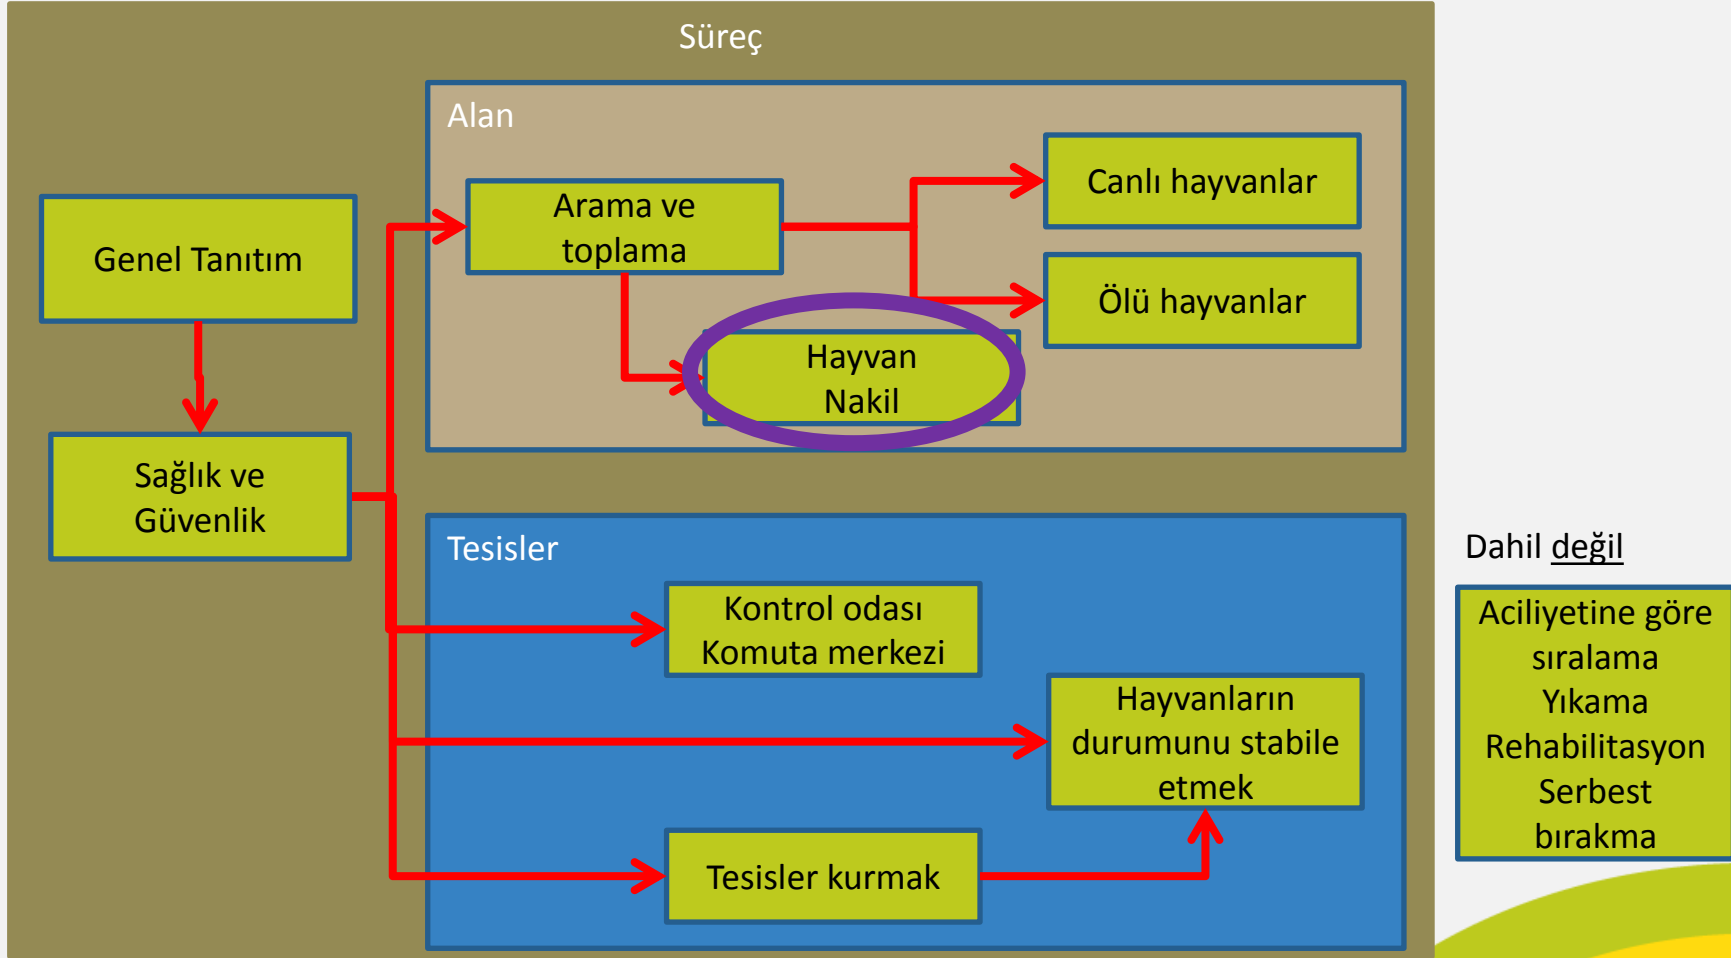 Süreç
Alan
Genel Tanıtım
Sağlık ve
Güvenlik
Arama ve
toplama
Canlı hayvanlar
Ölü hayvanlar
Hayvan
Nakil
Tesisler
Kontrol odası
Komuta merkezi
Hayvanların
durumunu stabile
etmek
Tesisler kurmak
Dahil değil
Aciliyetine göre
sıralama
Yıkama
Rehabilitasyon
Serbest
bırakma